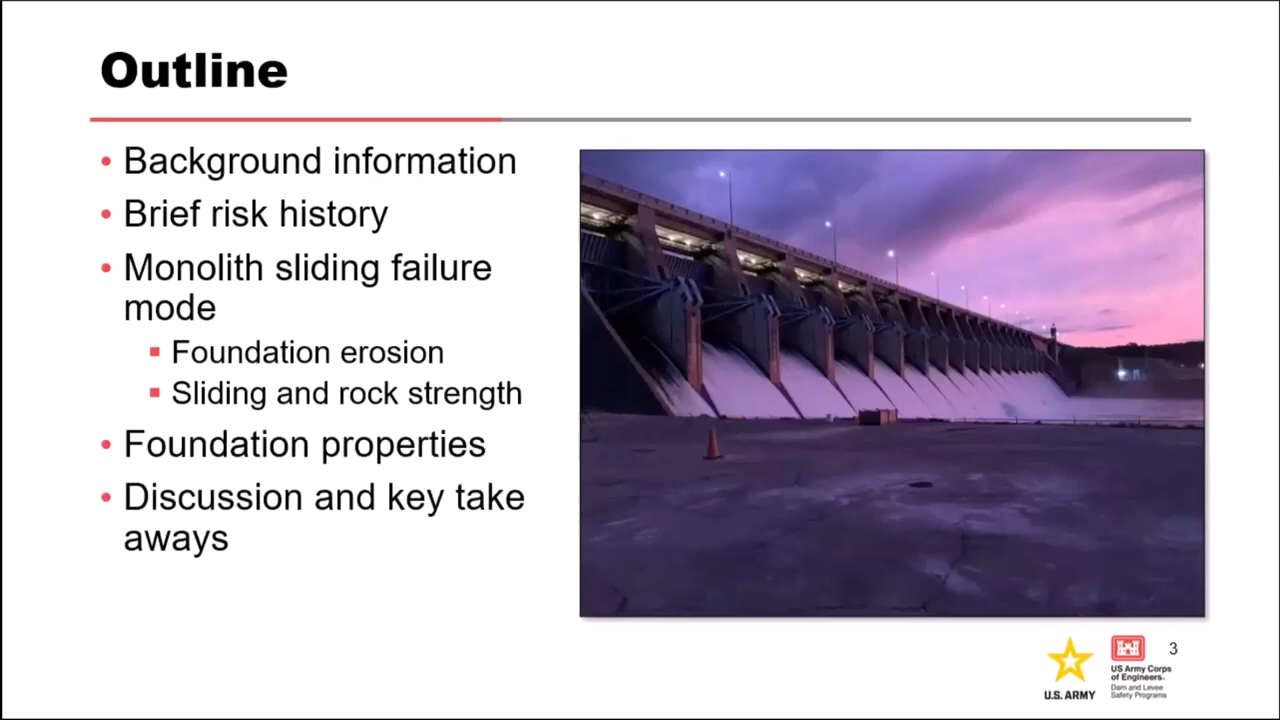 Outline
• Background information
• Brief risk history
• Monolith sliding failure
mode
▪ Foundation erosion
▪ Sliding and rock strength
• Foundation properties
• Discussion and key take
aways
U.S. ARMY
US Army Corps
of Engineers.
Dam and Levee
Safety Programs
3